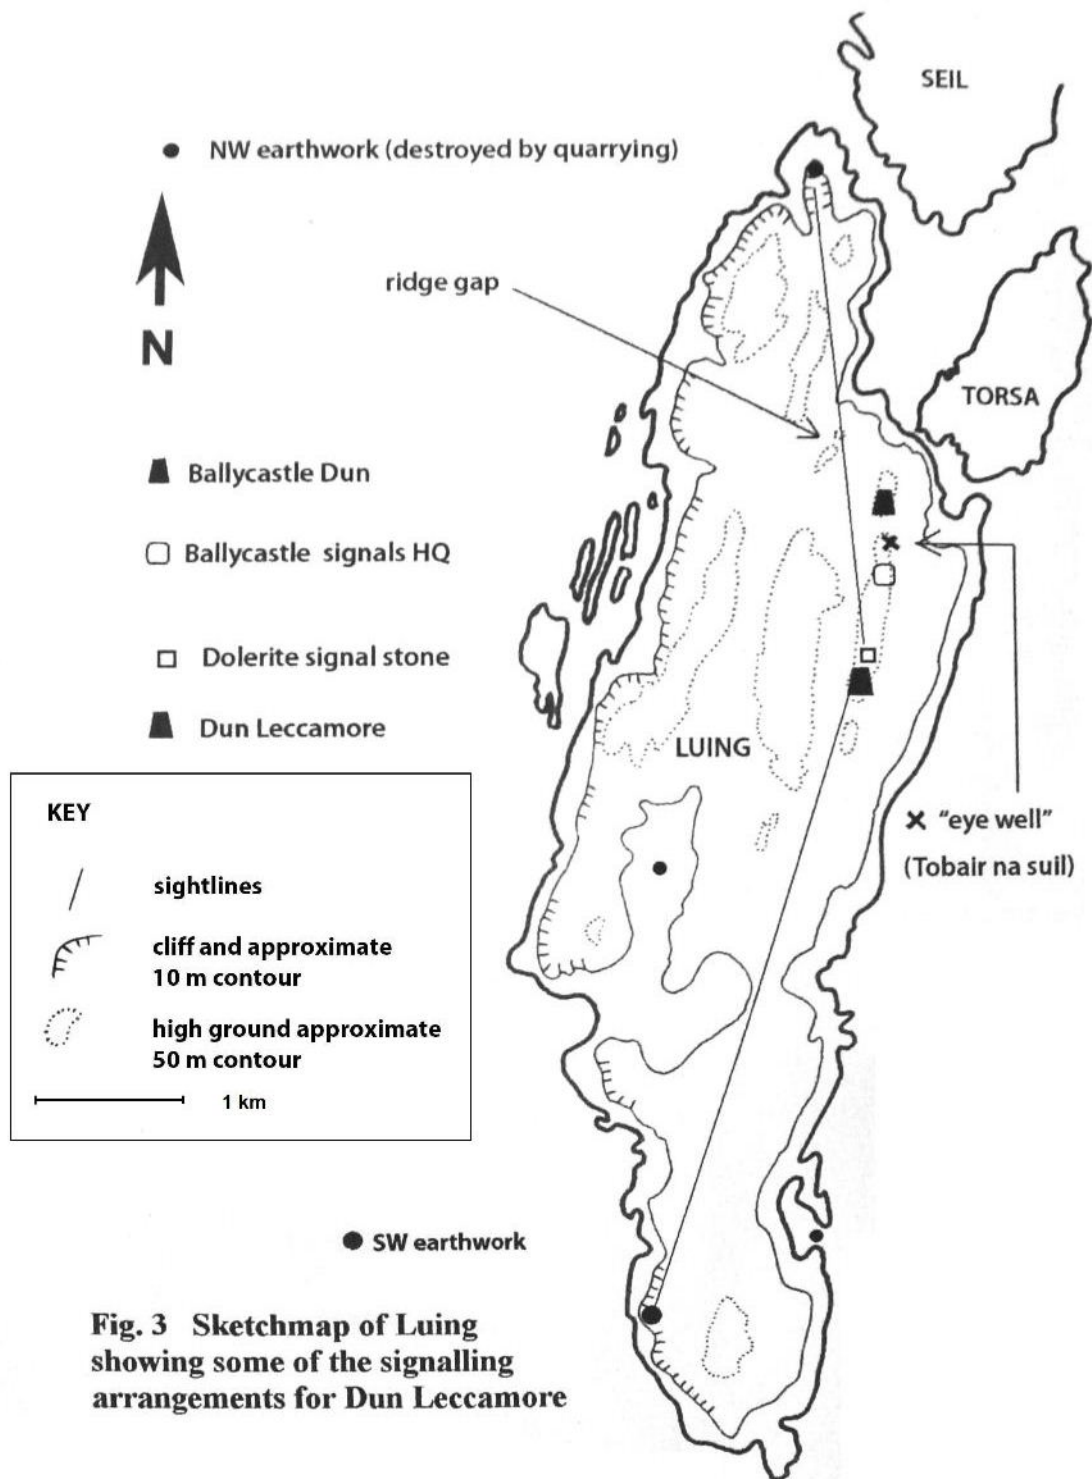 SEIL
NW earthwork (destroyed by quarrying)
ridge gap
N
TORSA
Ballycastle Dun
Ballycastle signals HQ
Dolerite signal stone
Dun Leccamore
LUING
KEY
"eye well"
(Tobair na suil)
sightlines
cliff and approximate
10 m contour
high ground approximate
50 m contour
1 km
SW earthwork
Fig. 3 Sketchmap of Luing
showing some of the signalling
arrangements for Dun Leccamore